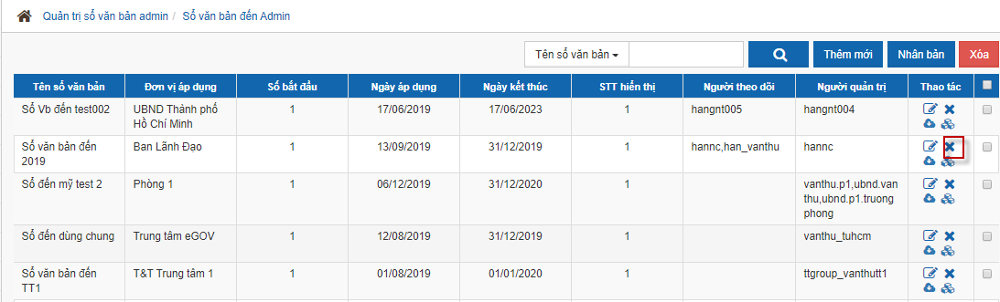 Quản trị sổ văn bản admin / Sổ văn bản đến Admin
Tên sổ văn bản Thêm mới Nhân bản Xóa
Tên sổ văn bản Đơn vị áp dụng Số bắt đầu Ngày áp dụng Ngày kết thúc STT hiển thị Người theo dõi Người quản trị Thao tác
Sổ Vb đến test002 UBND Thành phố 1 17/06/2019 17/06/2023 1 hangnt005 hangnt004
Hồ Chí Minh
Sổ văn bản đến Ban Lãnh Đạo 1 13/09/2019 31/12/2019 1 hannc,han_vanthu hannc
2019
Sổ đến mỹ test 2 Phòng 1 1 06/12/2019 31/12/2020 1 vanthu.p1,ubnd.van
thu,ubnd.p1.truong
phong
Sổ đến dùng chung Trung tâm eGOV 1 12/08/2019 31/12/2019 1 vanthu_tuhcm
Sổ văn bản đến T&T Trung tâm 1 1 01/08/2019 01/01/2020 1 ttgroup_vanthutt1
TT1